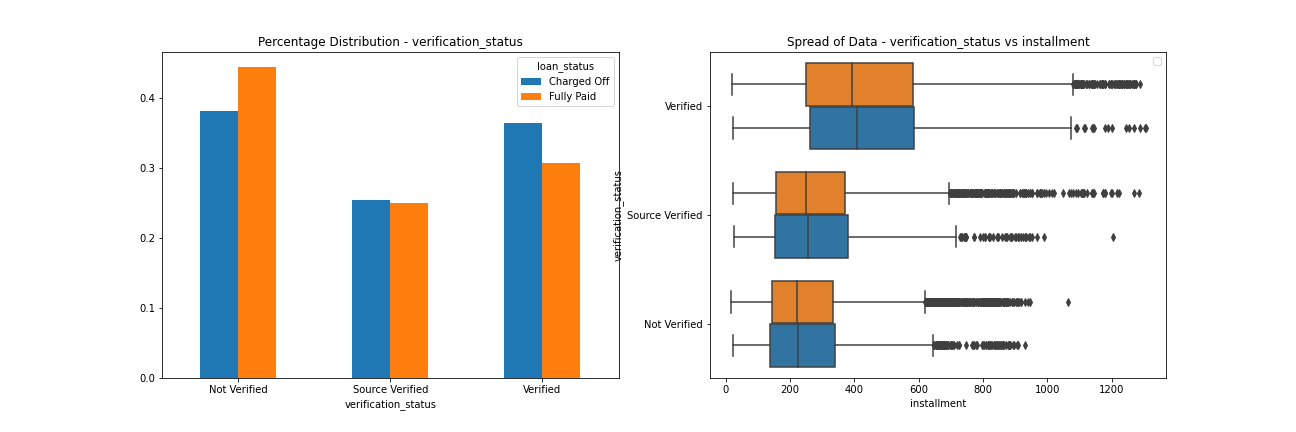 Percentage Distribution - verification_status
loan_status
Charged Off
Fully Paid
0.4
0.3
0.2
0.1
0.0
Not Verified
Source Verified
Verified
verification_status
Spread of Data - verification_status vs installment
verification_status
Verified
Source Verified
Not Verified
0
200
400
600
800
1000
1200
installment